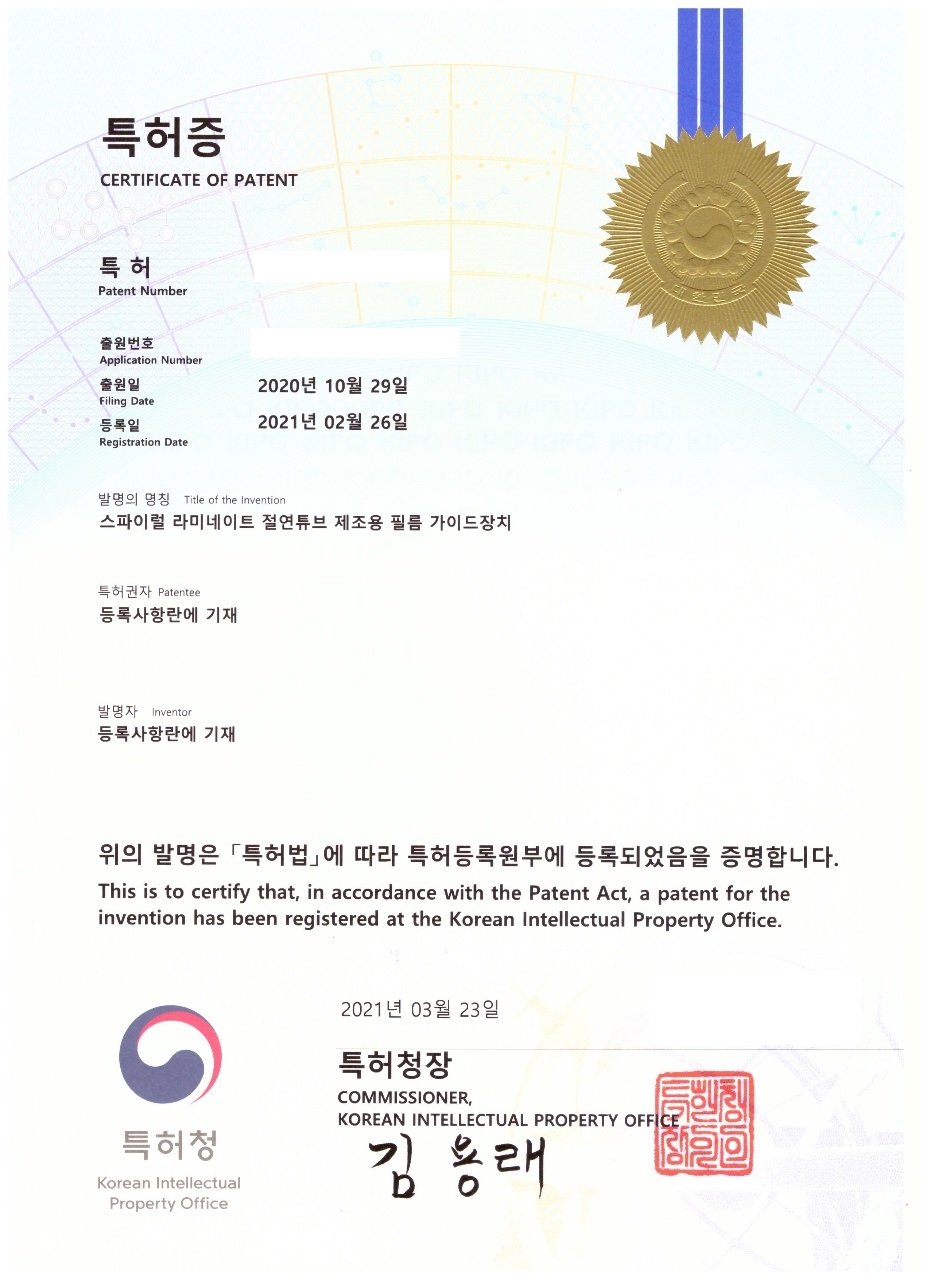 특허증
CERTIFICATE OF PATENT
특 허
Patent Number
출원번호
Application Number
출원일
Filing Date
2020년 10월 29일
등록일
Registration Date
2021년 02월 26일
발명의 명칭 Title of the Invention
스파이럴 라미네이트 절연튜브 제조용 필름 가이드장치
특허권자 Patentee
등록사항란에 기재
발명자 Inventor
등록사항란에 기재
위의 발명은 「특허법」에 따라 특허등록원부에 등록되었음을 증명합니다.
This is to certify that, in accordance with the Patent Act, a patent for the
invention has been registered at the Korean Intellectual Property Office.
2021년 03월 23일
특허청장
COMMISSIONER,
KOREAN INTELLECTUAL PROPERTY OFFICE
김용래
특허청
Korean Intellectual
Property Office
대한민국